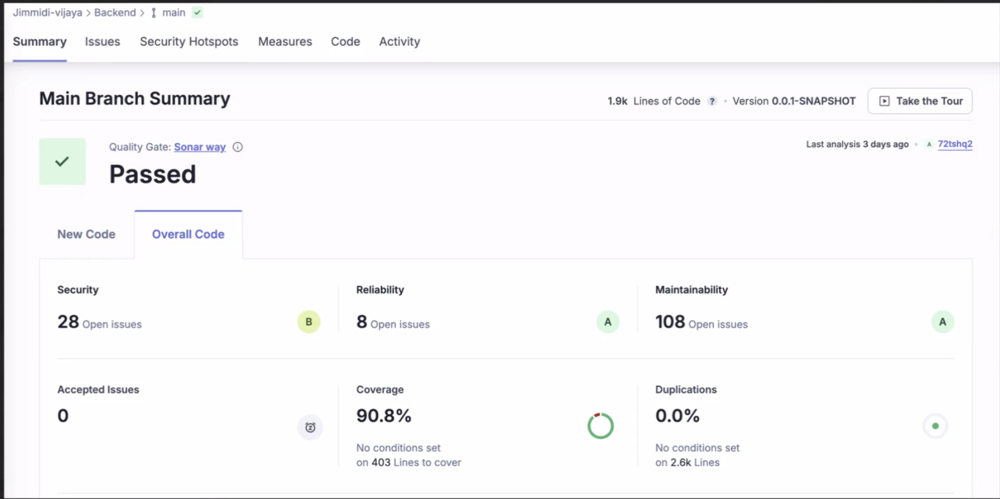 Jimmidi-vijaya > Backend > main
Summary Issues Security Hotspots Measures Code Activity
Main Branch Summary
1.9k Lines of Code ? • Version 0.0.1-SNAPSHOT Take the Tour
Quality Gate: Sonar way
Last analysis 3 days ago • A 72tshq2
Passed
New Code Overall Code
Security Reliability Maintainability
28 Open issues B 8 Open issues A 108 Open issues A
Accepted Issues Coverage Duplications
0 90.8% 0.0%
No conditions set No conditions set
on 403 Lines to cover on 2.6k Lines